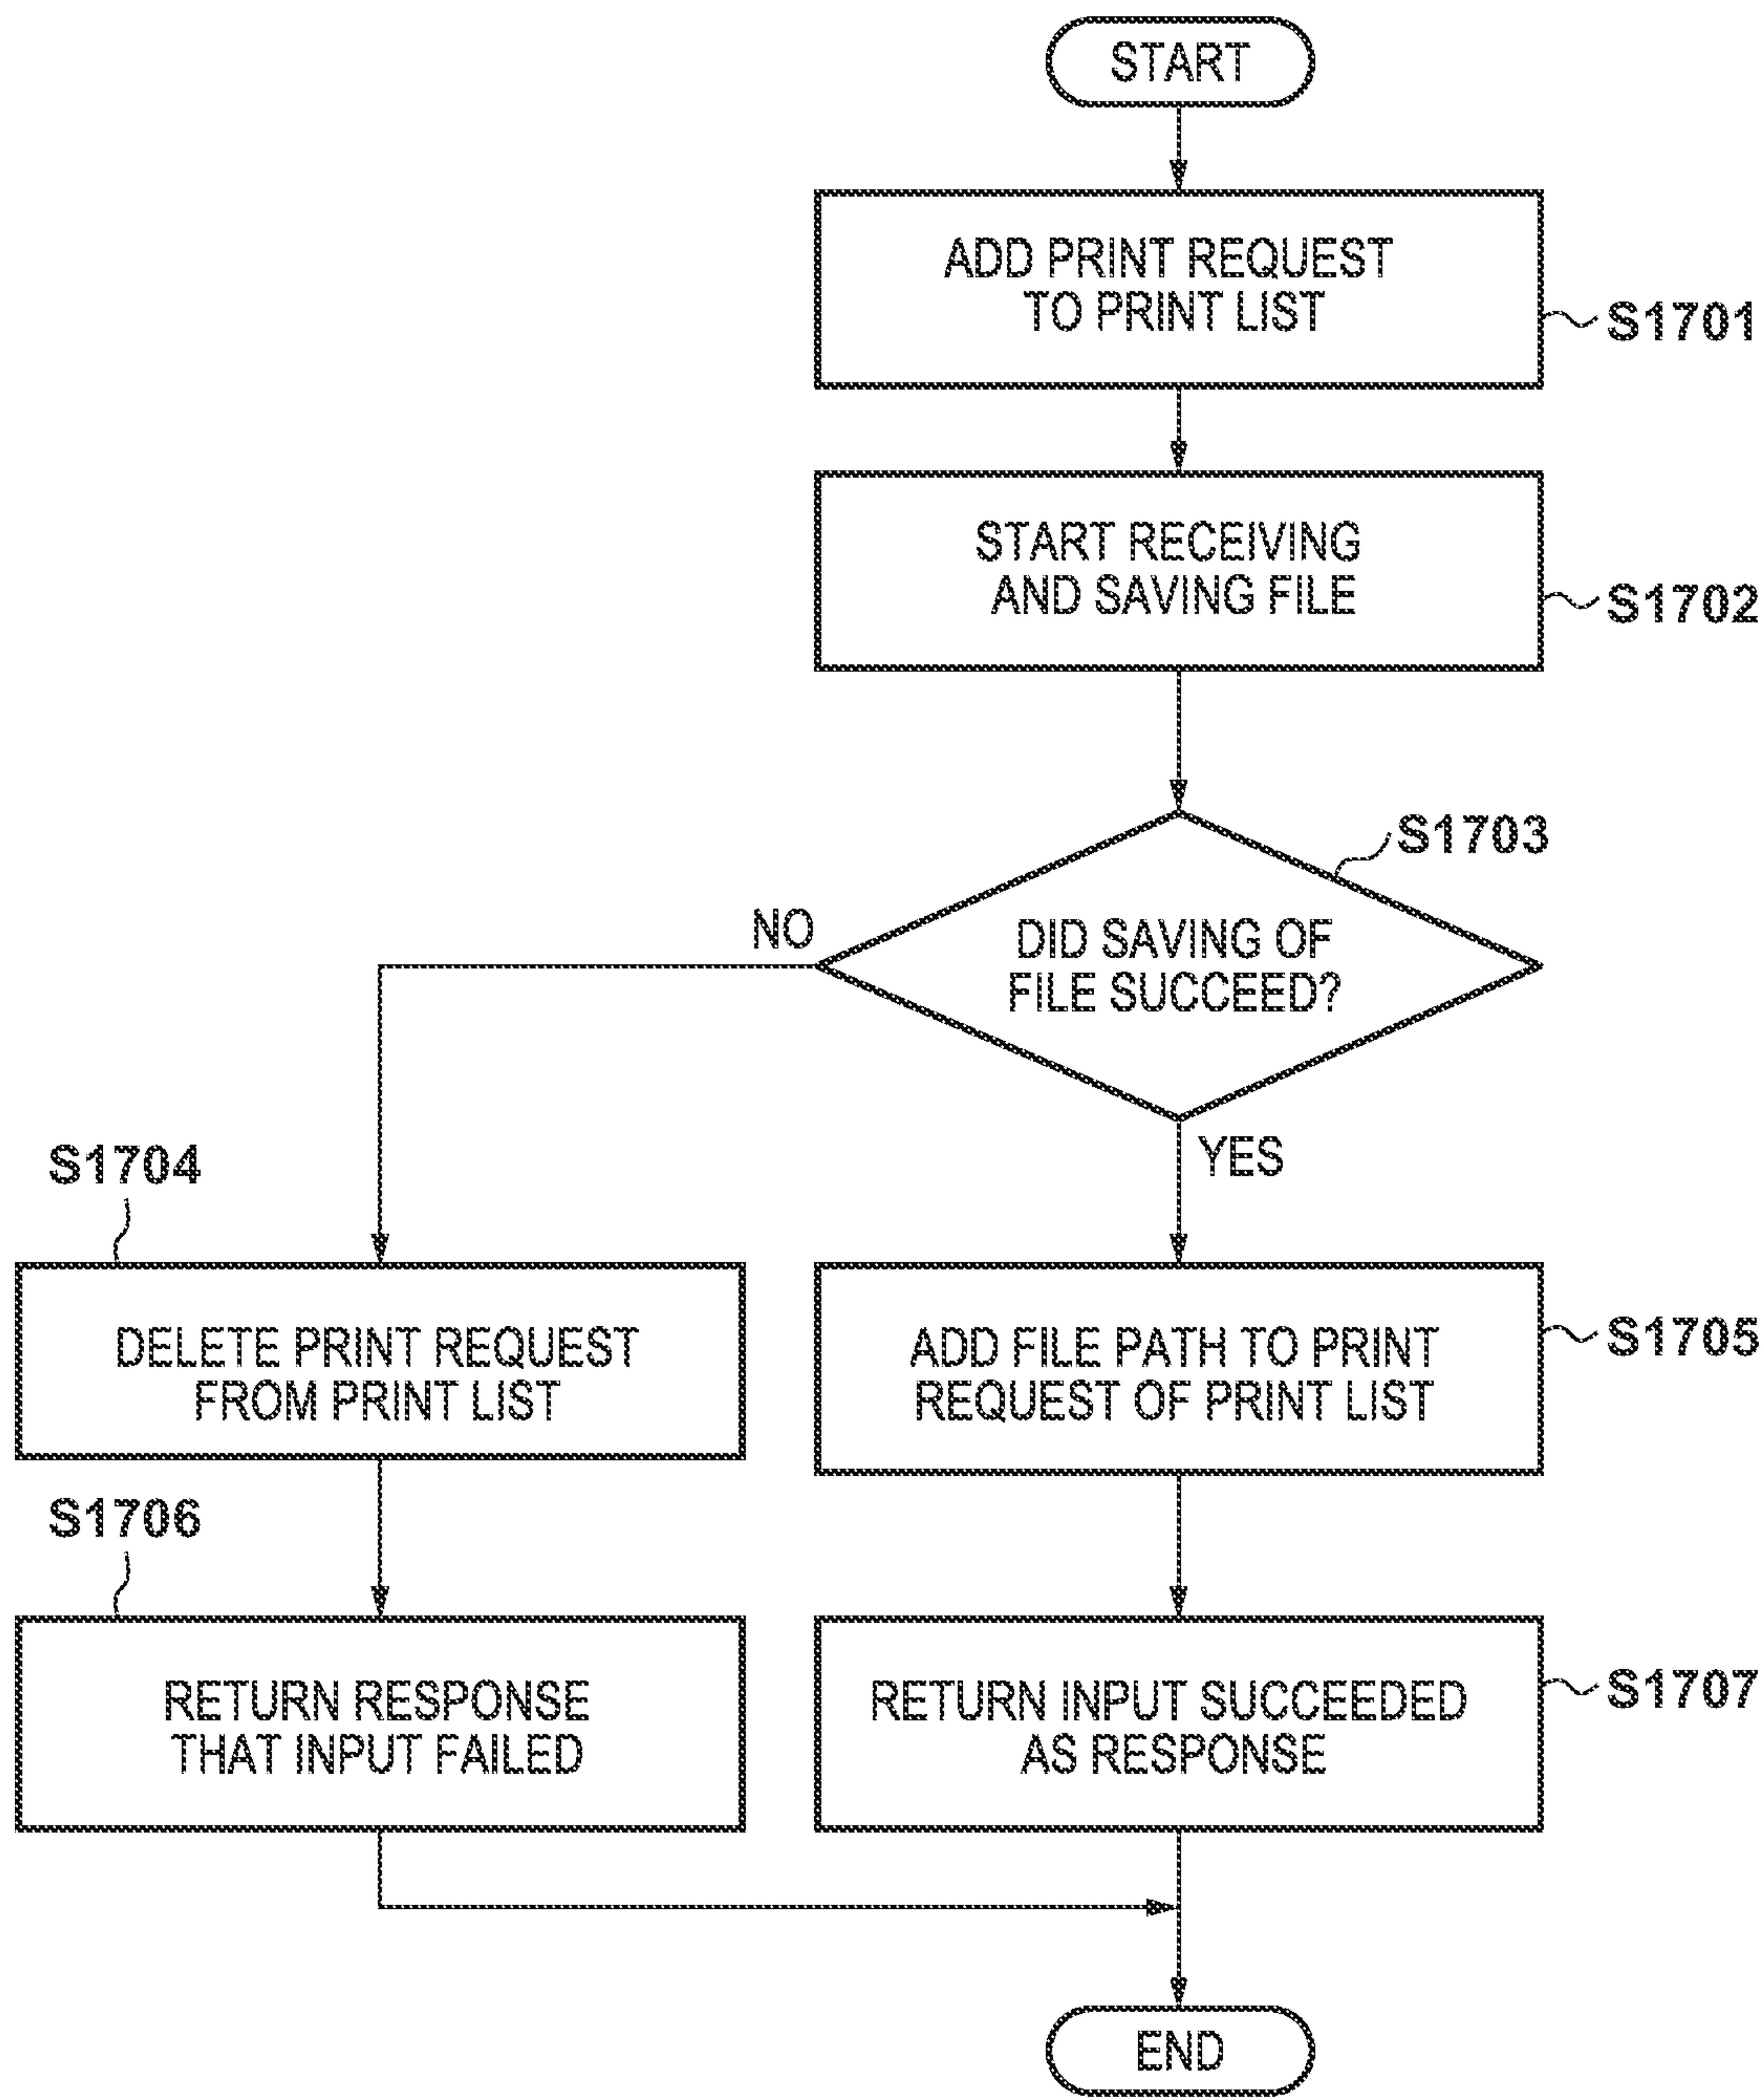 START
ADD PRINT REQUEST
TO PRINT LIST
S1701
START RECEIVING
AND SAVING FILE
S1702
S1703
DID SAVING OF
FILE SUCCEED?
NO
YES
S1704
DELETE PRINT REQUEST
FROM PRINT LIST
ADD FILE PATH TO PRINT
REQUEST OF PRINT LIST
S1705
S1706
RETURN RESPONSE
THAT INPUT FAILED
RETURN INPUT SUCCEEDED
AS RESPONSE
S1707
END